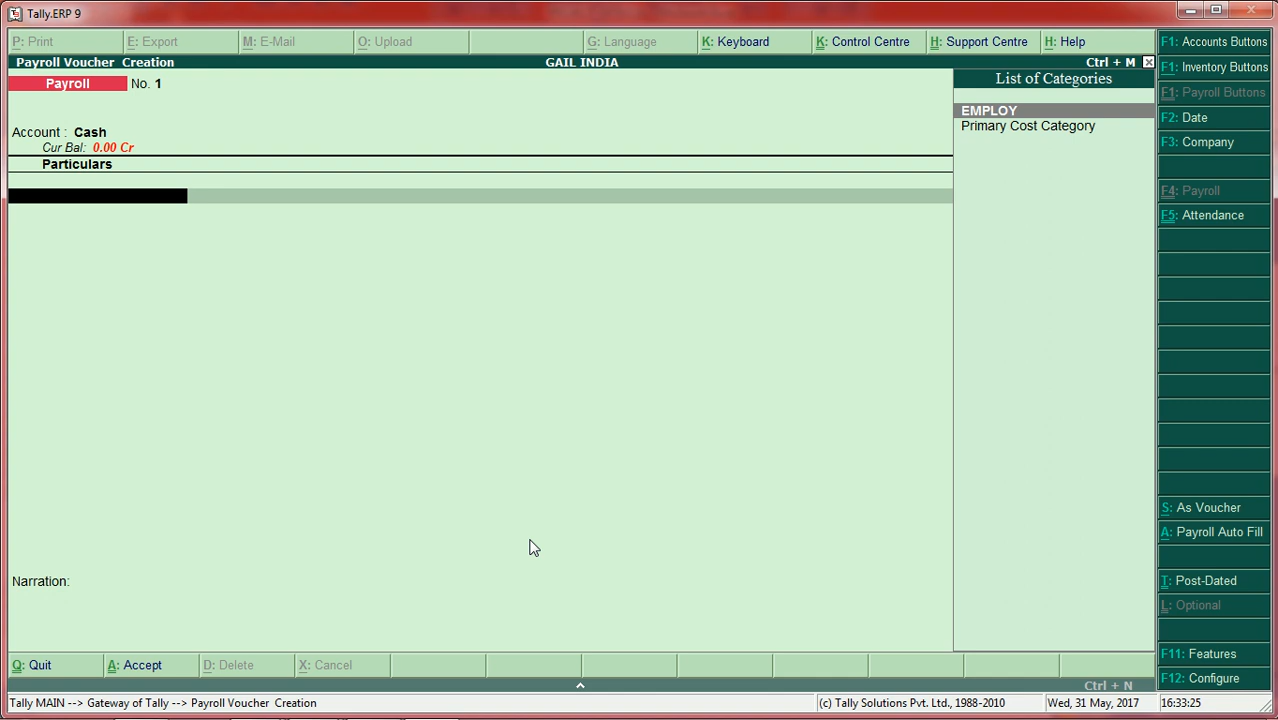 Tally.ERP 9
P: Print E: Export M: E-Mail O: Upload G: Language K: Keyboard K: Control Centre H: Support Centre H: Help
Payroll Voucher Creation GAIL INDIA Ctrl + M
Payroll No. 1
Account : Cash
Cur Bal: 0.00 Cr
Particulars
Narration:
List of Categories
EMPLOY
Primary Cost Category
F1: Accounts Buttons
F1: Inventory Buttons
F1: Payroll Buttons
F2: Date
F3: Company
F4: Payroll
F5: Attendance
S: As Voucher
A: Payroll Auto Fill
T: Post-Dated
L: Optional
F11: Features
F12: Configure
Q: Quit A: Accept D: Delete X: Cancel
Ctrl + N
Tally MAIN --> Gateway of Tally --> Payroll Voucher Creation (c) Tally Solutions Pvt. Ltd., 1988-2010 Wed, 31 May, 2017 16:33:25